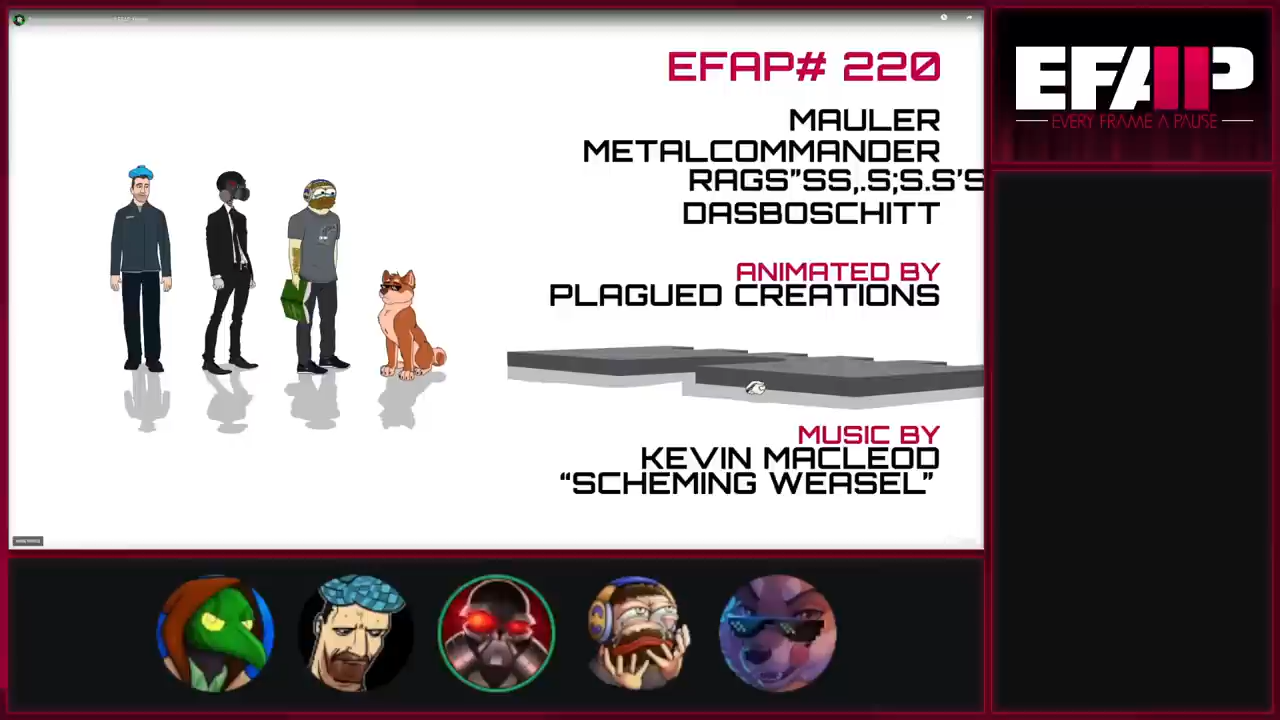 EFAP# 220
MAULER
METALCOMMANDER
RAGS"SS,.S;S.S'S
DASBOSCHITT
ANIMATED BY
PLAGUED CREATIONS
MUSIC BY
KEVIN MACLEOD
“SCHEMING WEASEL”
EFAP
EVERY FRAME A PAUSE